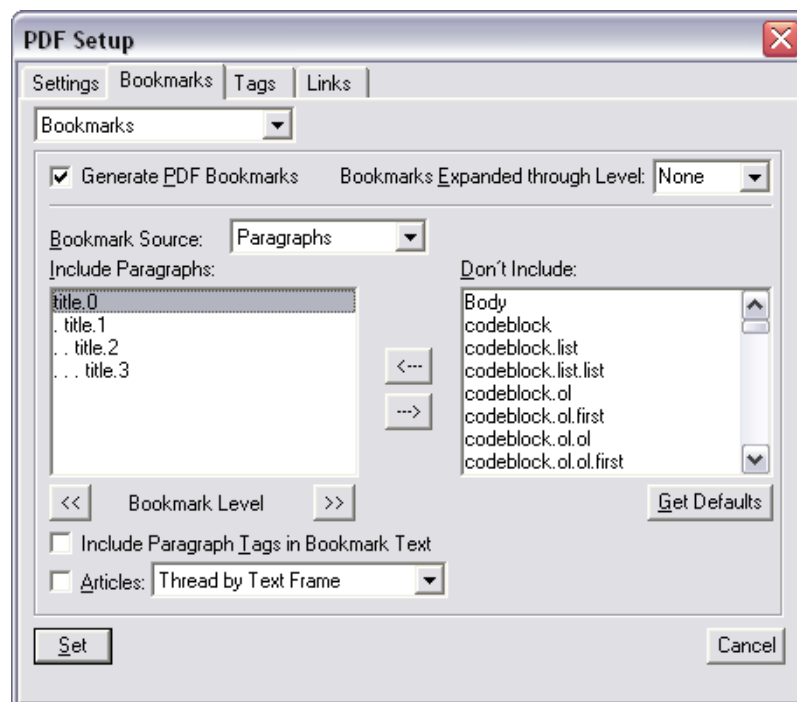 PDF Setup
Settings Bookmarks Tags Links
Bookmarks
Generate PDF Bookmarks Bookmarks Expanded through Level: None
Bookmark Source: Paragraphs
Include Paragraphs: Don´t Include:
title.0
. title.1
. . title.2
. . . title.3
Body
codeblock
codeblock.list
codeblock.list.list
codeblock.ol
codeblock.ol.first
codeblock.ol.ol
codeblock.ol.ol.first
<---
--->
<< Bookmark Level >> Get Defaults
Include Paragraph Tags in Bookmark Text
Articles: Thread by Text Frame
Set Cancel